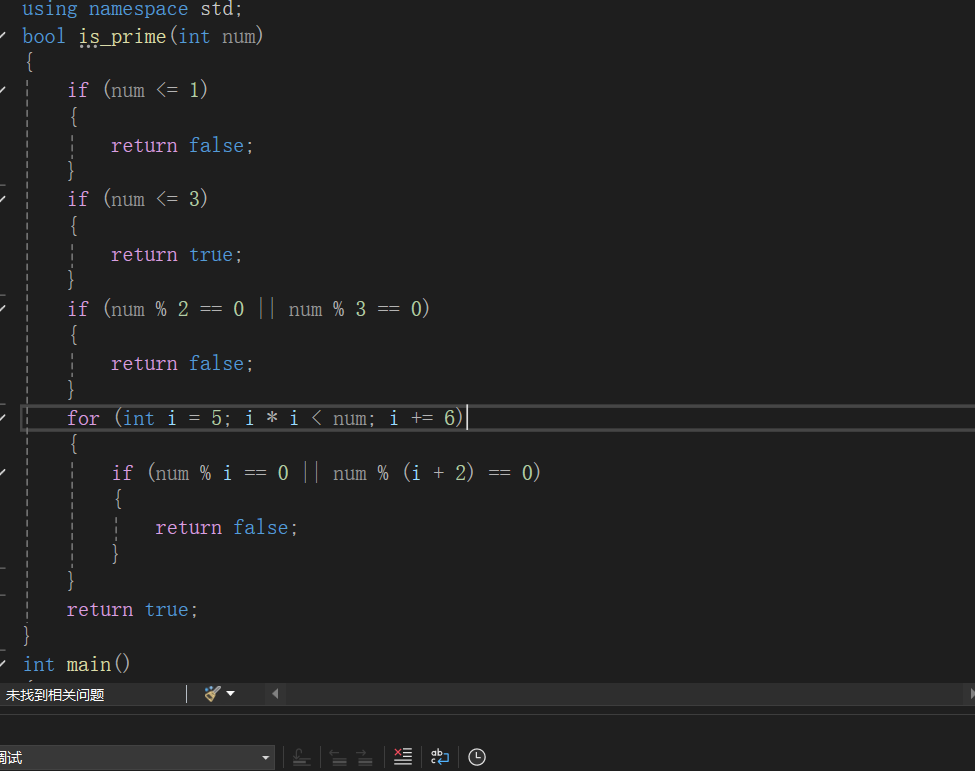 using namespace std;
bool is_prime(int num)
{
if (num <= 1)
{
return false;
}
if (num <= 3)
{
return true;
}
if (num % 2 == 0 || num % 3 == 0)
{
return false;
}
for (int i = 5; i * i < num; i += 6)
{
if (num % i == 0 || num % (i + 2) == 0)
{
return false;
}
}
return true;
}
int main()
未找到相关问题
调试